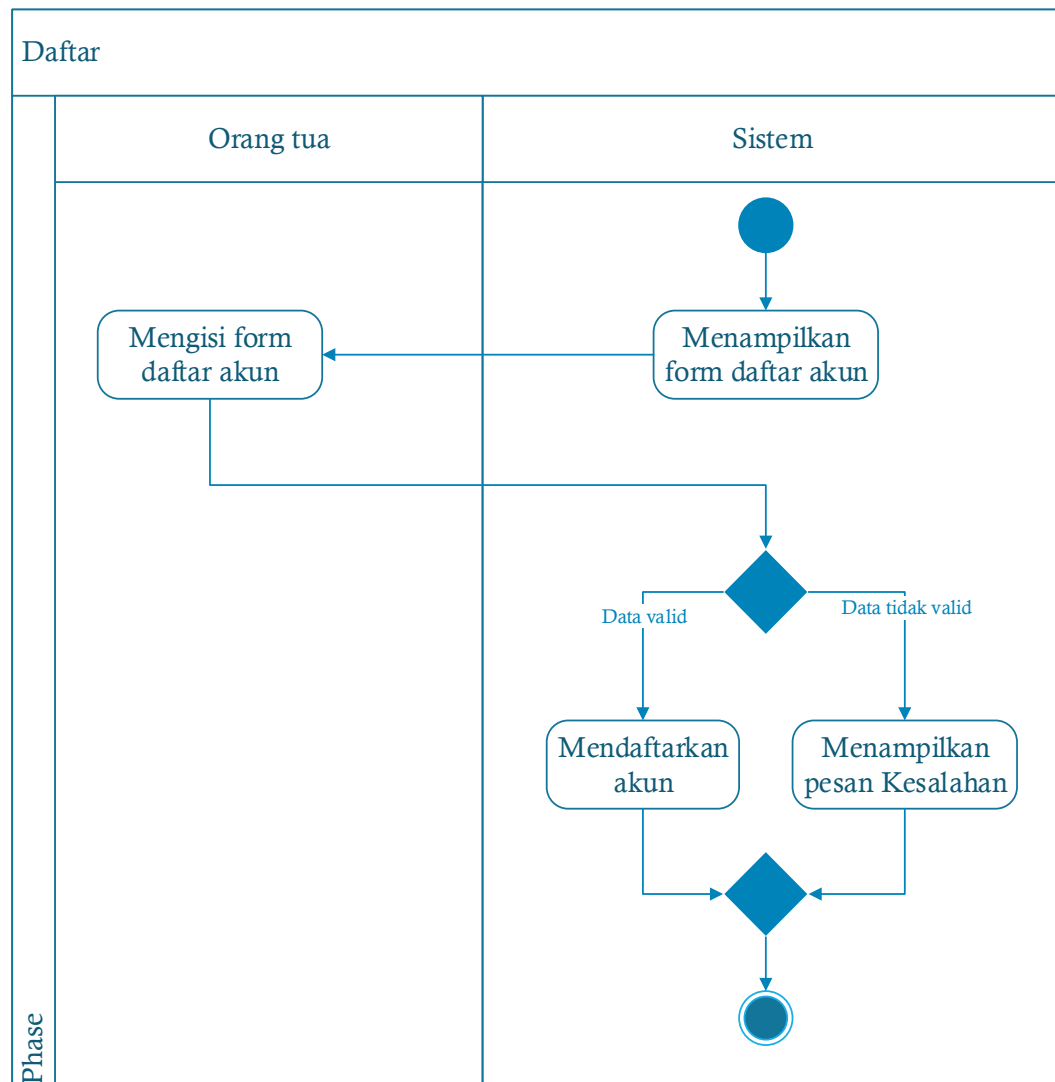 Daftar
Orang tua
Sistem
Mengisi form
daftar akun
Menampilkan
form daftar akun
Data valid
Data tidak valid
Mendaftarkan
akun
Menampilkan
pesan Kesalahan
Phase